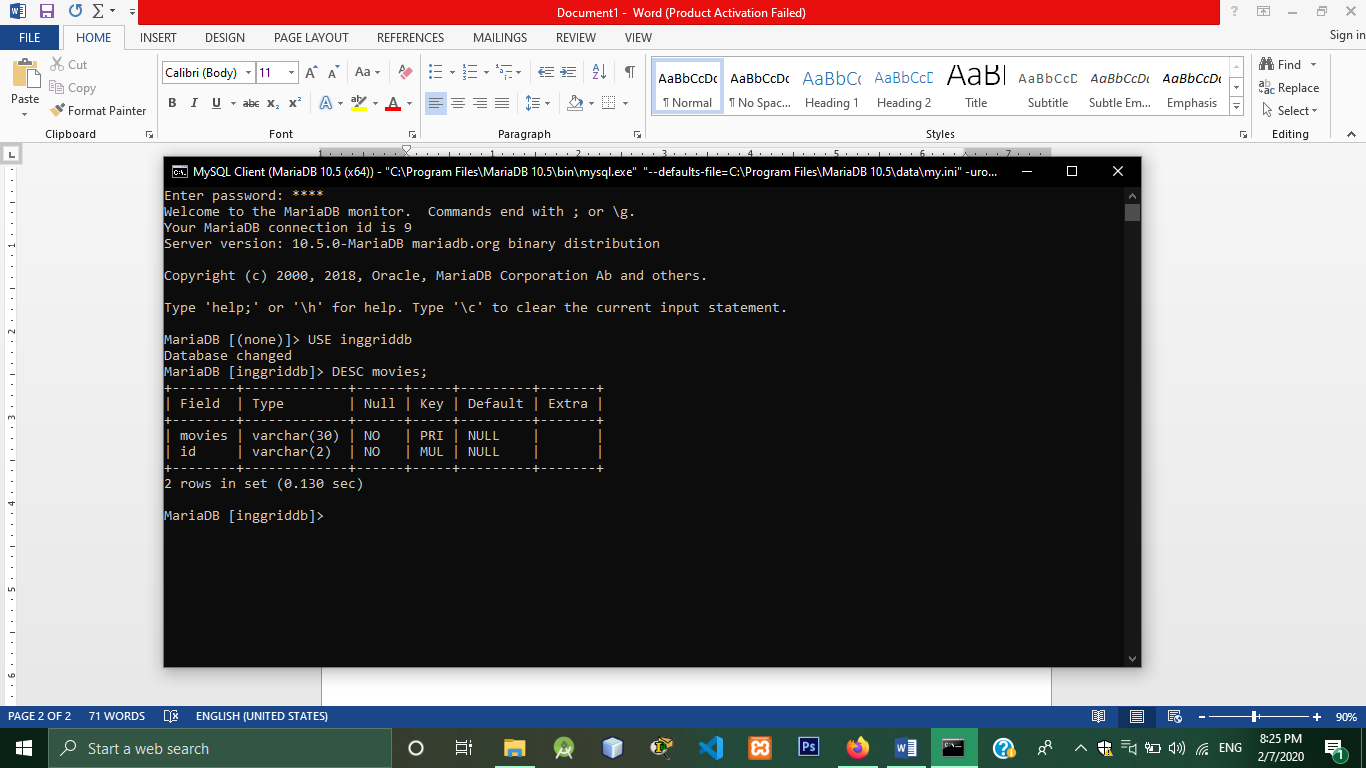 Document1 - Word (Product Activation Failed)
FILE HOME INSERT DESIGN PAGE LAYOUT REFERENCES MAILINGS REVIEW VIEW Sign in
Paste
Cut
Copy
Format Painter
Clipboard
Calibri (Body) 11
Font
Paragraph
AaBbCcDc AaBbCcDc AaBbCc AaBbCcD AaBl AaBbCcD AaBbCcDc AaBbCcDc
¶ Normal ¶ No Spac... Heading 1 Heading 2 Title Subtitle Subtle Em... Emphasis
Styles
Find
Replace
Select
Editing
MySQL Client (MariaDB 10.5 (x64)) - "C:\Program Files\MariaDB 10.5\bin\mysql.exe" "--defaults-file=C:\Program Files\MariaDB 10.5\data\my.ini" -uro...
Enter password: ****
Welcome to the MariaDB monitor.  Commands end with ; or \g.
Your MariaDB connection id is 9
Server version: 10.5.0-MariaDB mariadb.org binary distribution
Copyright (c) 2000, 2018, Oracle, MariaDB Corporation Ab and others.
Type 'help;' or '\h' for help. Type '\c' to clear the current input statement.
MariaDB [(none)]> USE inggriddb
Database changed
MariaDB [inggriddb]> DESC movies;
+--------+-------------+------+-----+---------+-------+
| Field  | Type        | Null | Key | Default | Extra |
+--------+-------------+------+-----+---------+-------+
| movies | varchar(30) | NO   | PRI | NULL    |       |
| id     | varchar(2)  | NO   | MUL | NULL    |       |
+--------+-------------+------+-----+---------+-------+
2 rows in set (0.130 sec)
MariaDB [inggriddb]>
PAGE 2 OF 2 71 WORDS ENGLISH (UNITED STATES) 90%
Start a web search
ENG
8:25 PM
2/7/2020
1